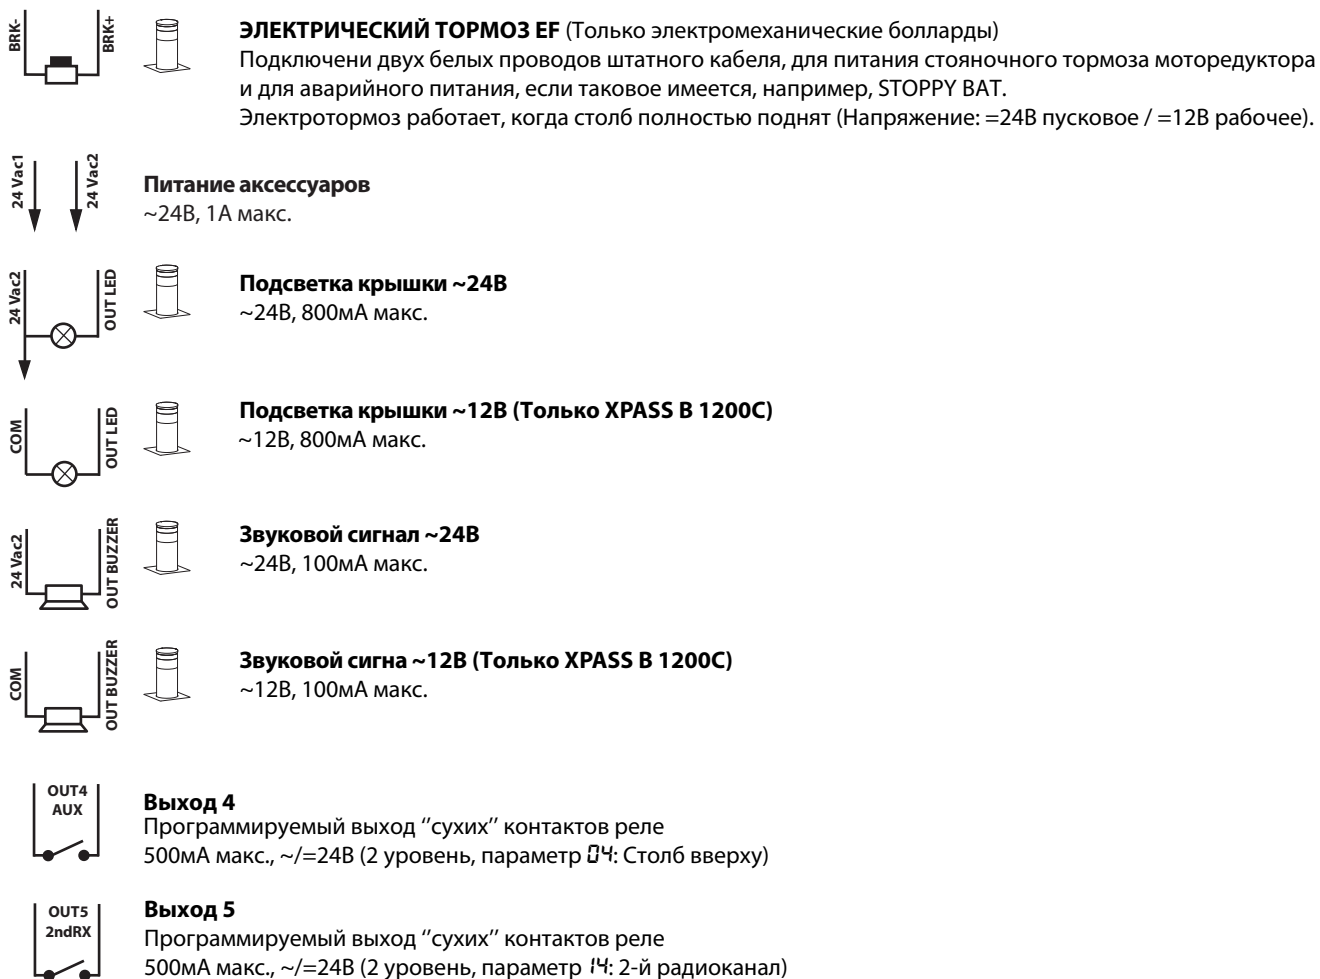 BRK-
BRK+
ЭЛЕКТРИЧЕСКИЙ ТОРМОЗ EF (Только электромеханические болларды)
Подключени двух белых проводов штатного кабеля, для питания стояночного тормоза моторедуктора
и для аварийного питания, если таковое имеется, например, STOPPY BAT.
Электротормоз работает, когда столб полностью поднят (Напряжение: =24В пусковое / =12В рабочее).
24 Vac1
24 Vac2
Питание аксессуаров
~24В, 1А макс.
24 Vac2
OUT LED
Подсветка крышки ~24В
~24В, 800мА макс.
COM
OUT LED
Подсветка крышки ~12В (Только XPASS B 1200C)
~12В, 800мА макс.
24 Vac2
OUT BUZZER
Звуковой сигнал ~24В
~24В, 100мА макс.
COM
OUT BUZZER
Звуковой сигна ~12В (Только XPASS B 1200C)
~12В, 100мА макс.
OUT4
AUX
Выход 4
Программируемый выход ‘‘сухих’’ контактов реле
500мА макс., ~/=24В (2 уровень, параметр 04: Столб вверху)
OUT5
2ndRX
Выход 5
Программируемый выход ‘‘сухих’’ контактов реле
500мА макс., ~/=24В (2 уровень, параметр 14: 2-й радиоканал)